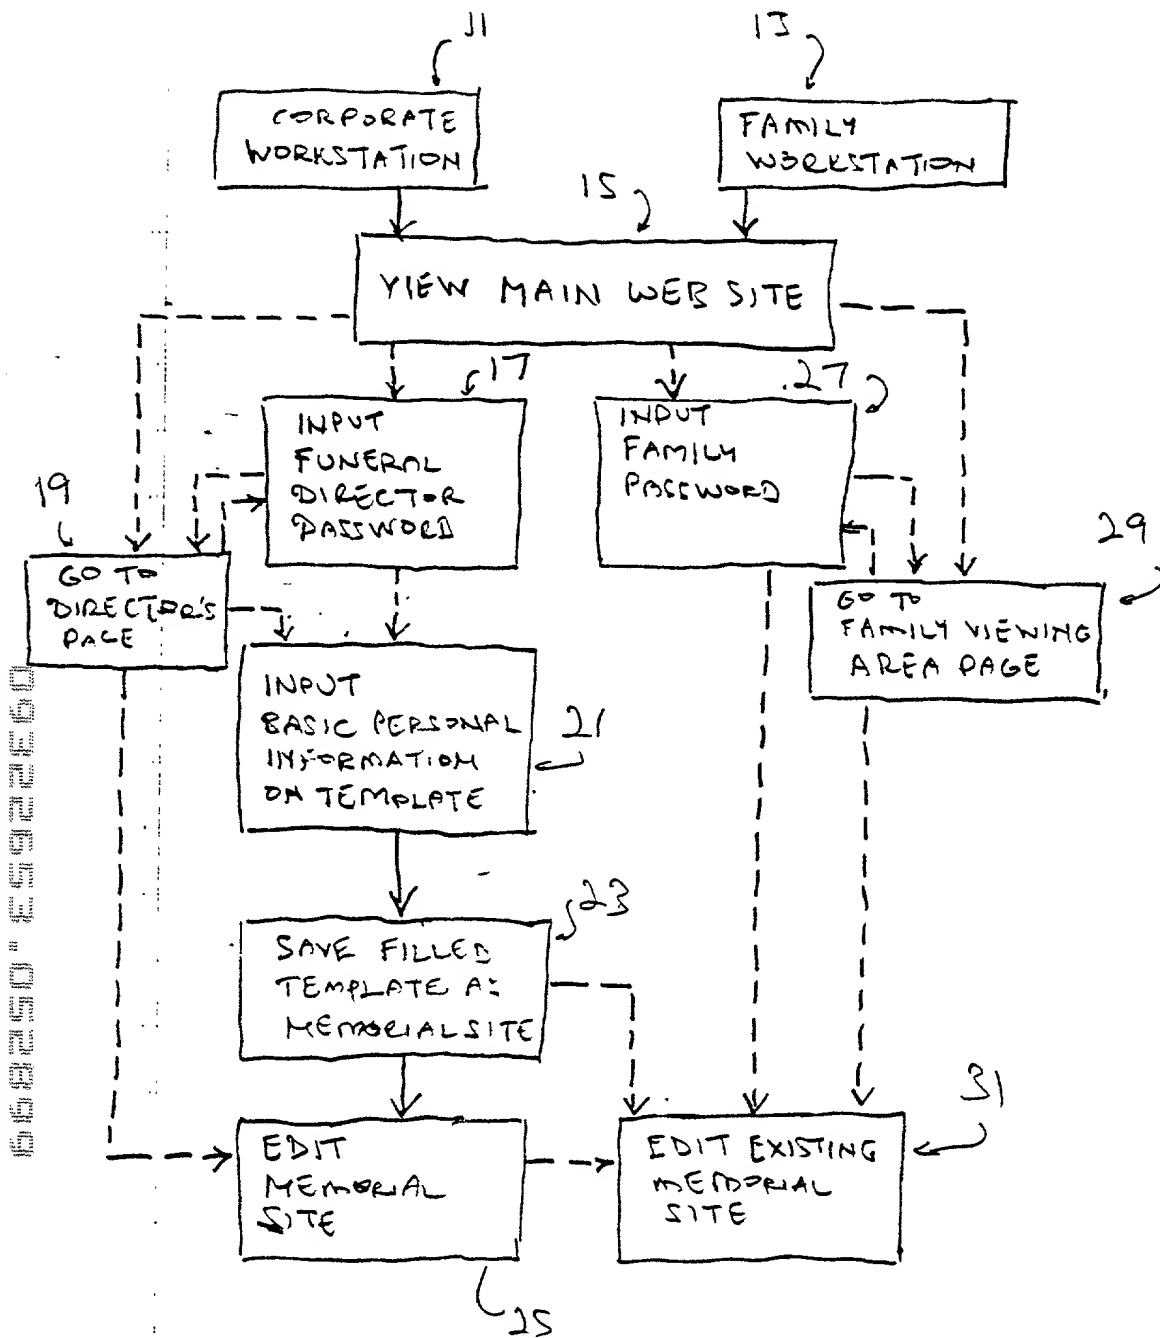 11
13
CORPORATE
WORKSTATION
FAMILY
WORKSTATION
15
VIEW MAIN WEB SITE
17
27
INPUT
FUNERAL
DIRECTOR
PASSWORD
INPUT
FAMILY
PASSWORD
19
29
GO TO
DIRECTOR'S
PAGE
GO TO
FAMILY VIEWING
AREA PAGE
INPUT
BASIC PERSONAL
INFORMATION
ON TEMPLATE
21
23
SAVE FILLED
TEMPLATE AS
MEMORIAL SITE
31
EDIT
MEMORIAL
SITE
EDIT EXISTING
MEMORIAL
SITE
25
09322653.052899